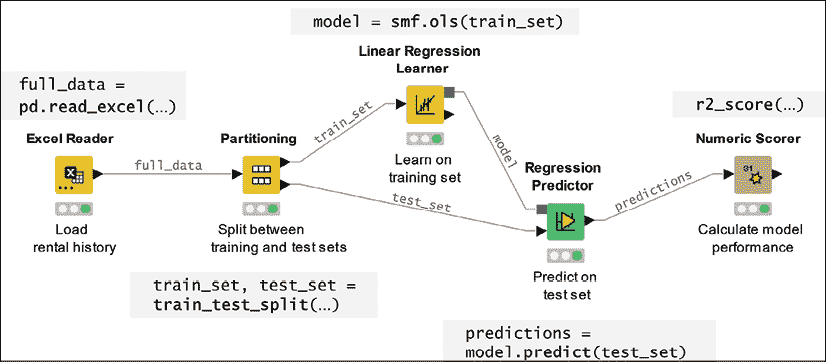 model = smf.ols(train_set)
Linear Regression
Learner
full_data =
pd.read_excel(...)
r2_score(...)
Excel Reader
Partitioning
train_set
Numeric Scorer
31
full_data
Learn on
training set
model
Regression
Predictor
predictions
test_set
Load
rental history
Split between
training and test sets
Calculate model
performance
Predict on
test set
train_set, test_set =
train_test_split(...)
predictions =
model.predict(test_set)